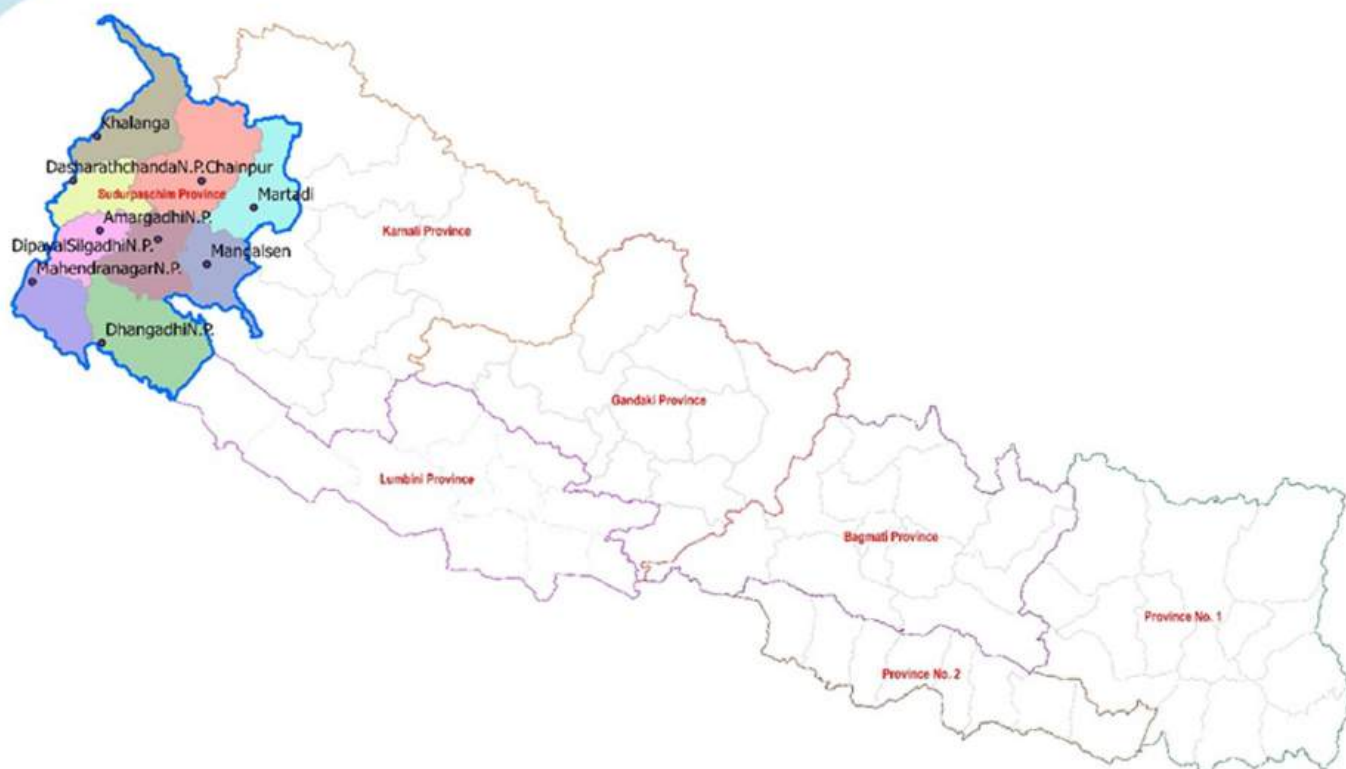 Khalanga
DasharathchandaN.P.Chainpur
Sudurpaschim Province
Martadi
AmargadhiN.P.
DipayalSilgadhiN.P.
Mangalsen
MahendranagarN.P.
DhangadhiN.P.
Karnali Province
Gandaki Province
Lumbini Province
Bagmati Province
Province No. 1
Province No. 2